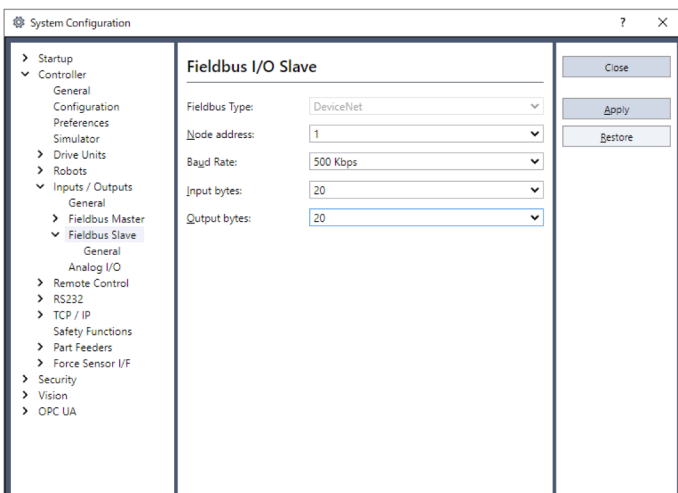 System Configuration
?
Startup
Controller
General
Configuration
Preferences
Simulator
Drive Units
Robots
Inputs / Outputs
General
Fieldbus Master
Fieldbus Slave
General
Analog I/O
Remote Control
RS232
TCP / IP
Safety Functions
Part Feeders
Force Sensor I/F
Security
Vision
OPC UA
Fieldbus I/O Slave
Fieldbus Type: DeviceNet
Node address: 1
Baud Rate: 500 Kbps
Input bytes: 20
Output bytes: 20
Close
Apply
Restore